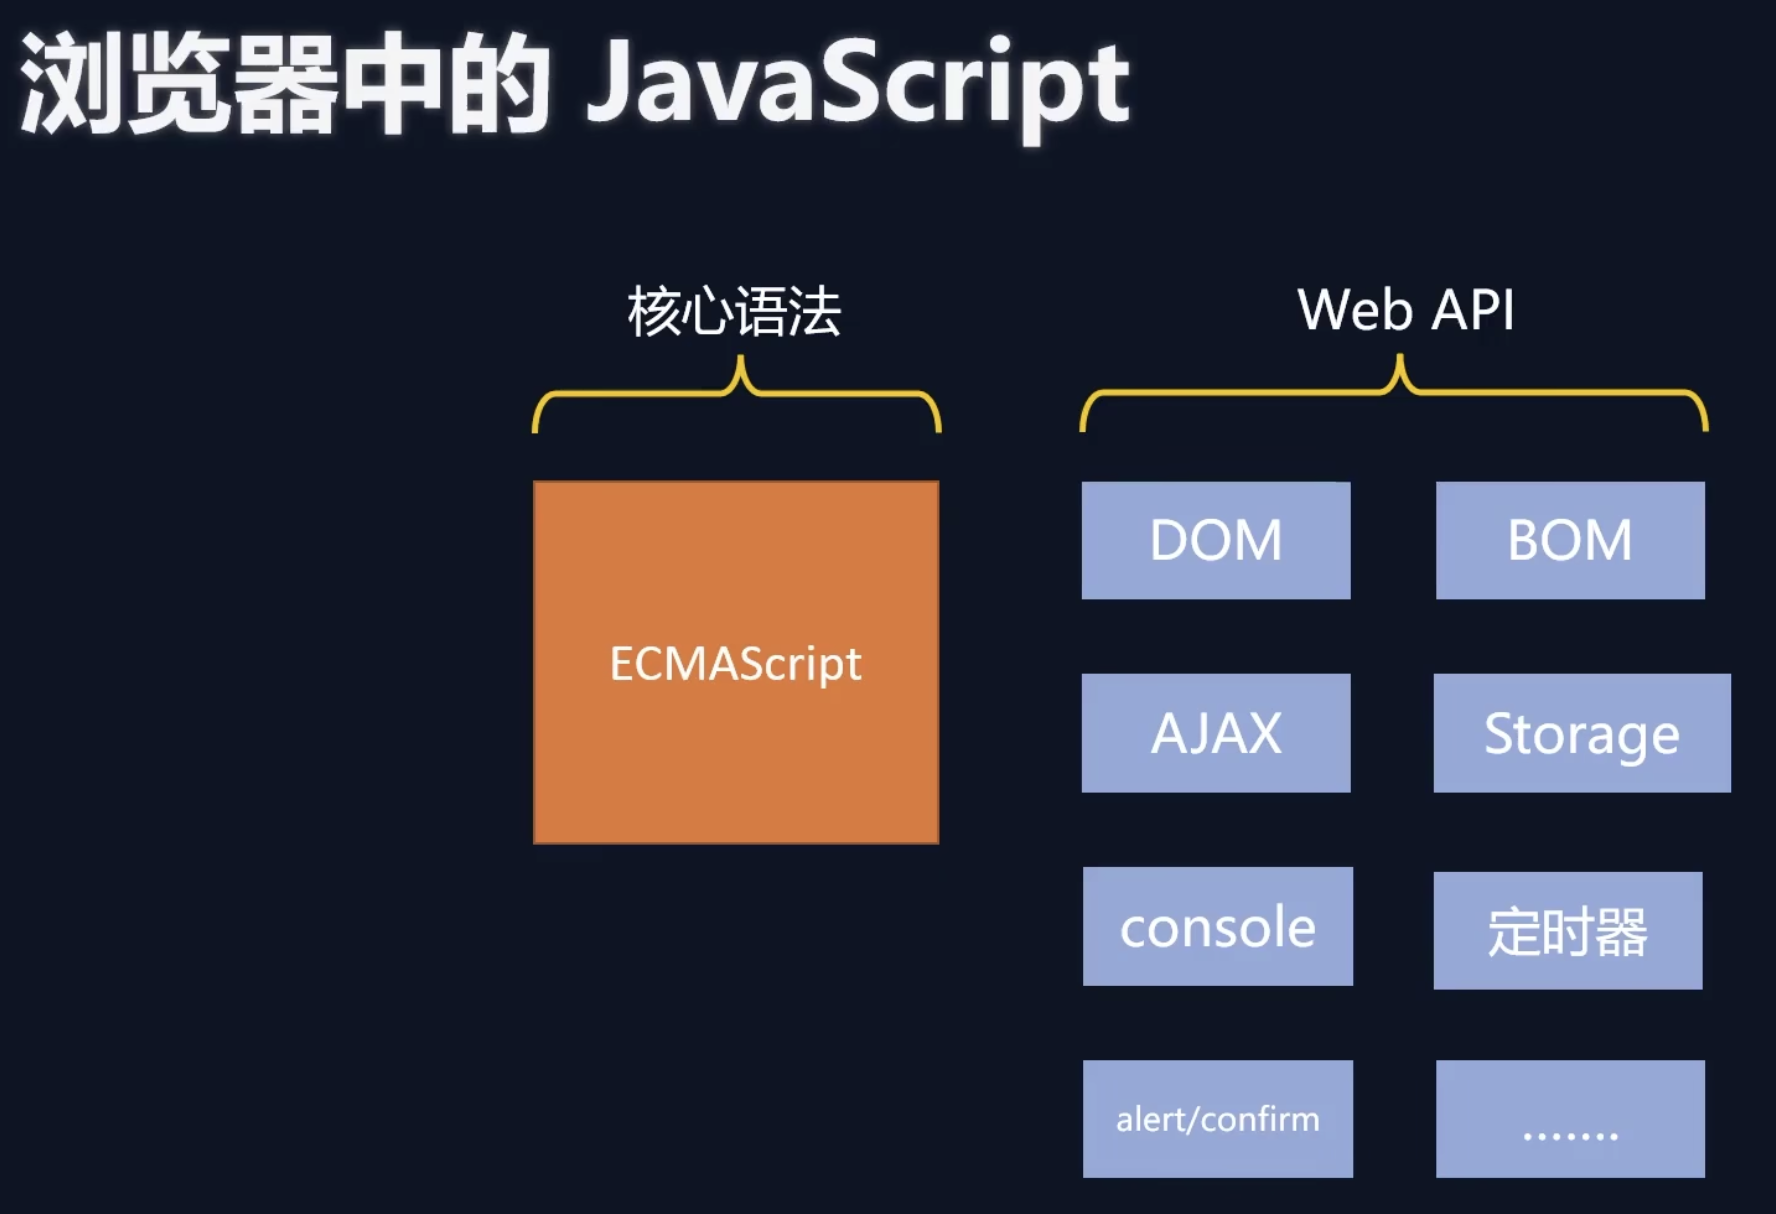 浏览器中的 JavaScript
核心语法
Web API
ECMAScript
DOM
BOM
AJAX
Storage
console
定时器
alert/confirm
.......